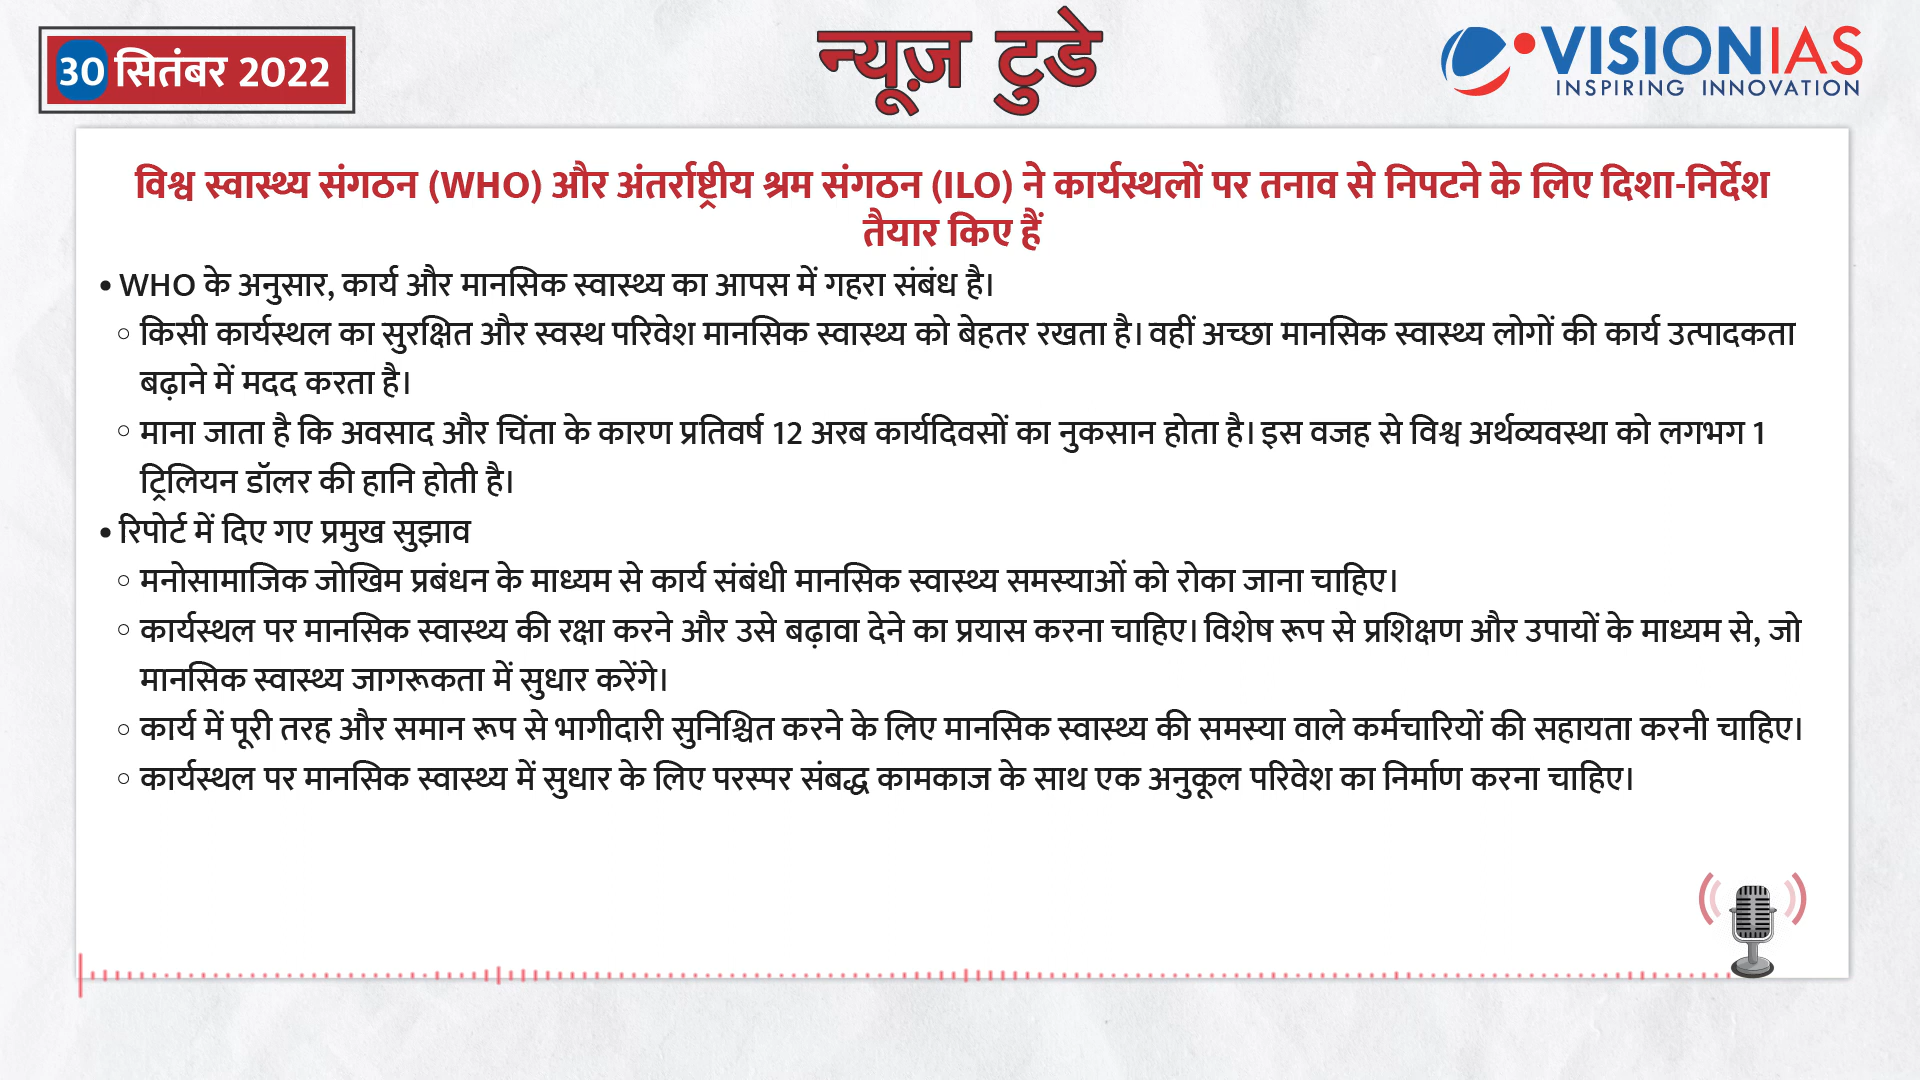 30 सितंबर 2022
न्यूज़ टुडे
VISIONIAS
INSPIRING INNOVATION
विश्व स्वास्थ्य संगठन (WHO) और अंतर्राष्ट्रीय श्रम संगठन (ILO) ने कार्यस्थलों पर तनाव से निपटने के लिए दिशा-निर्देश
तैयार किए हैं
• WHO के अनुसार, कार्य और मानसिक स्वास्थ्य का आपस में गहरा संबंध है।
○ किसी कार्यस्थल का सुरक्षित और स्वस्थ परिवेश मानसिक स्वास्थ्य को बेहतर रखता है। वहीं अच्छा मानसिक स्वास्थ्य लोगों की कार्य उत्पादकता
बढ़ाने में मदद करता है।
○ माना जाता है कि अवसाद और चिंता के कारण प्रतिवर्ष 12 अरब कार्यदिवसों का नुकसान होता है। इस वजह से विश्व अर्थव्यवस्था को लगभग 1
ट्रिलियन डॉलर की हानि होती है।
• रिपोर्ट में दिए गए प्रमुख सुझाव
○ मनोसामाजिक जोखिम प्रबंधन के माध्यम से कार्य संबंधी मानसिक स्वास्थ्य समस्याओं को रोका जाना चाहिए।
○ कार्यस्थल पर मानसिक स्वास्थ्य की रक्षा करने और उसे बढ़ावा देने का प्रयास करना चाहिए। विशेष रूप से प्रशिक्षण और उपायों के माध्यम से, जो
मानसिक स्वास्थ्य जागरूकता में सुधार करेंगे।
○ कार्य में पूरी तरह और समान रूप से भागीदारी सुनिश्चित करने के लिए मानसिक स्वास्थ्य की समस्या वाले कर्मचारियों की सहायता करनी चाहिए।
○ कार्यस्थल पर मानसिक स्वास्थ्य में सुधार के लिए परस्पर संबद्ध कामकाज के साथ एक अनुकूल परिवेश का निर्माण करना चाहिए।